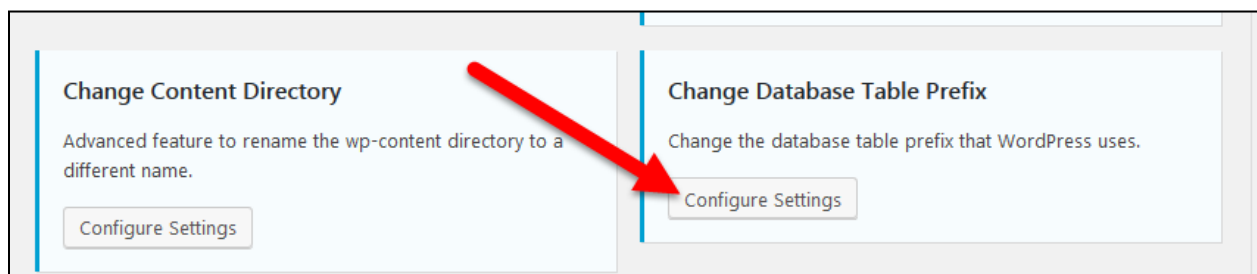 Change Content Directory
Advanced feature to rename the wp-content directory to a
different name.
Configure Settings
Change Database Table Prefix
Change the database table prefix that WordPress uses.
Configure Settings